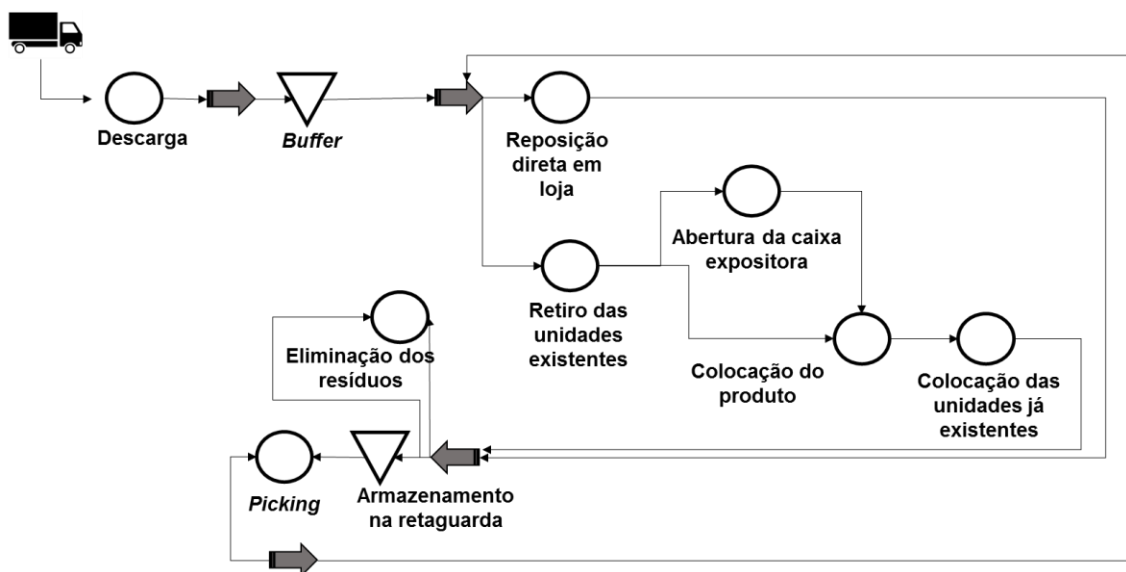 Descarga
Buffer
Reposição
direta em
loja
Abertura da caixa
expositora
Retiro das
unidades
existentes
Eliminação dos
resíduos
Colocação do
produto
Colocação das
unidades já
existentes
Picking
Armazenamento
na retaguarda